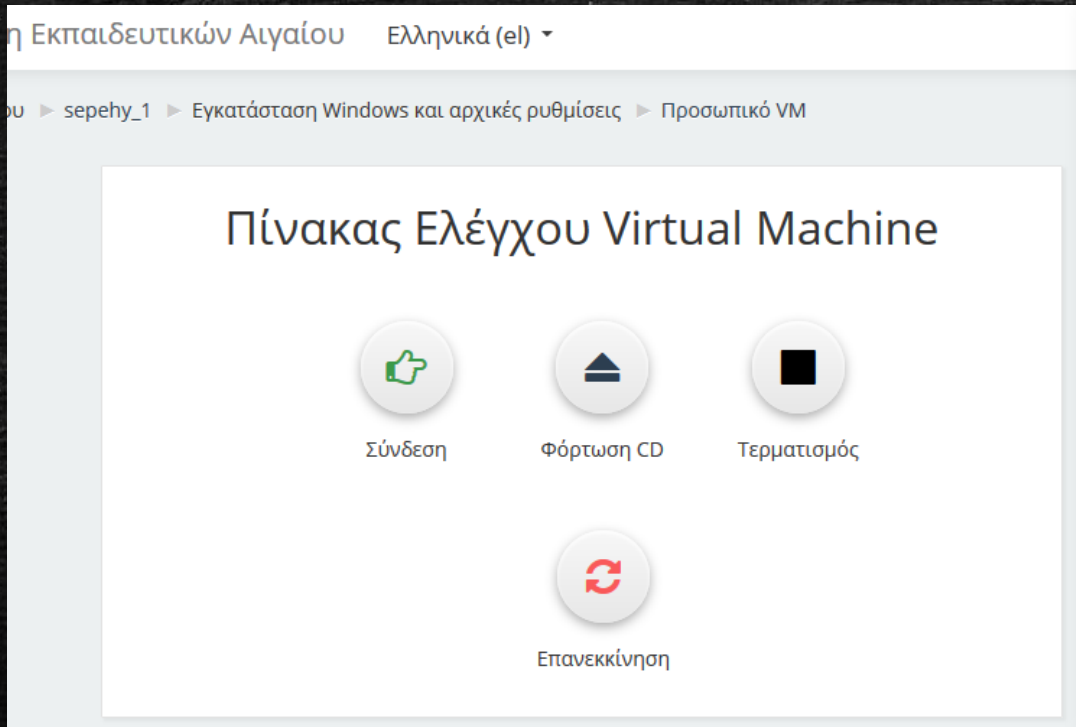 η Εκπαιδευτικών Αιγαίου Ελληνικά (el)
ου sepehy_1 Εγκατάσταση Windows και αρχικές ρυθμίσεις Προσωπικό VM
Πίνακας Ελέγχου Virtual Machine
Σύνδεση Φόρτωση CD Τερματισμός
Επανεκκίνηση